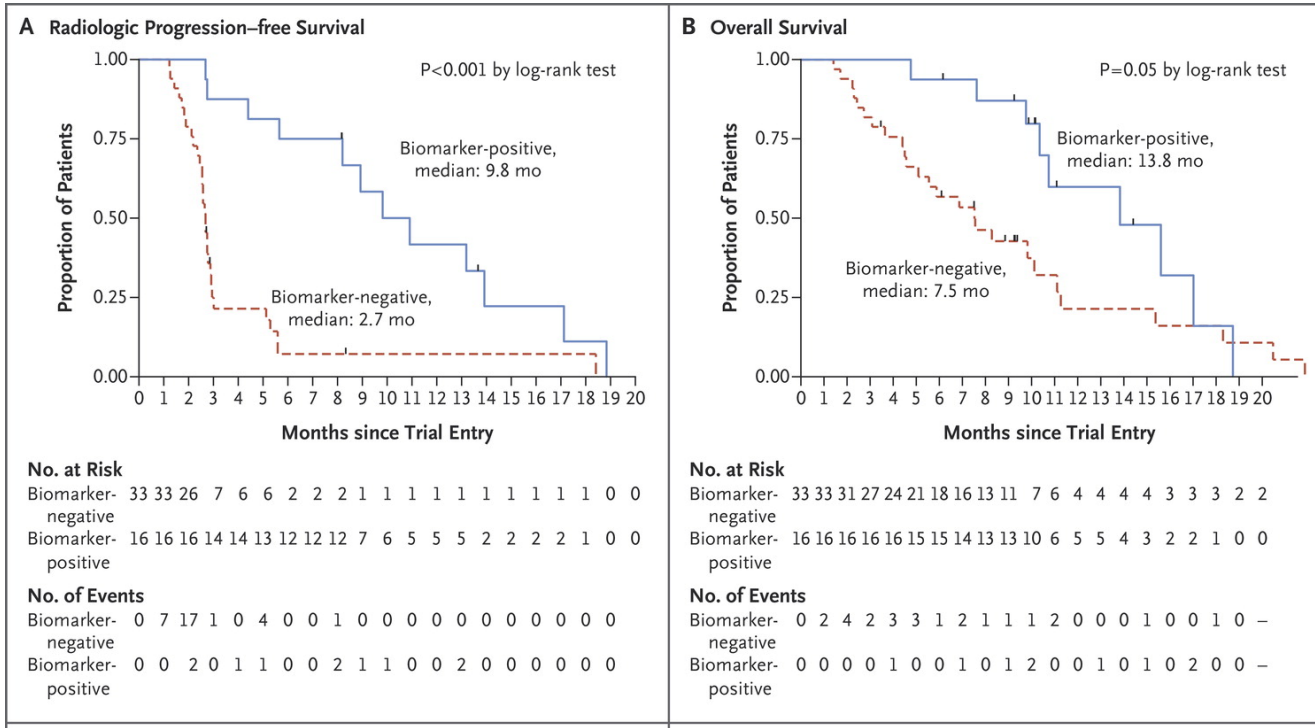 A Radiologic Progression–free Survival
P<0.001 by log-rank test
Proportion of Patients
1.00
0.75
0.50
0.25
0.00
Biomarker-positive,
median: 9.8 mo
Biomarker-negative,
median: 2.7 mo
0 1 2 3 4 5 6 7 8 9 10 11 12 13 14 15 16 17 18 19 20
Months since Trial Entry
No. at Risk
Biomarker- 33 33 26 7 6 6 2 2 2 1 1 1 1 1 1 1 1 1 1 0 0
negative
Biomarker- 16 16 16 14 14 13 12 12 12 7 6 5 5 5 2 2 2 2 1 0 0
positive
No. of Events
Biomarker- 0 7 17 1 0 4 0 0 1 0 0 0 0 0 0 0 0 0 0 0
negative
Biomarker- 0 0 2 0 1 1 0 0 2 1 1 0 0 2 0 0 0 0 0 0
positive
B Overall Survival
P=0.05 by log-rank test
Proportion of Patients
1.00
0.75
0.50
0.25
0.00
Biomarker-positive,
median: 13.8 mo
Biomarker-negative,
median: 7.5 mo
0 1 2 3 4 5 6 7 8 9 10 11 12 13 14 15 16 17 18 19 20
Months since Trial Entry
No. at Risk
Biomarker- 33 33 31 27 24 21 18 16 13 11 7 6 4 4 4 4 3 3 3 2 2
negative
Biomarker- 16 16 16 16 16 15 15 14 13 13 10 6 5 5 4 3 2 2 1 0 0
positive
No. of Events
Biomarker- 0 2 4 2 3 3 1 2 1 1 1 2 0 0 0 1 0 0 1 0 –
negative
Biomarker- 0 0 0 0 1 0 0 1 0 1 2 0 0 1 0 1 0 2 0 0 –
positive